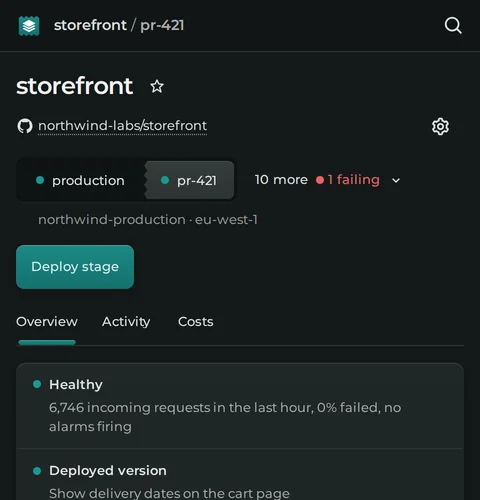 storefront / pr-421
storefront
northwind-labs/storefront
production pr-421 10 more 1 failing
northwind-production · eu-west-1
Deploy stage
Overview Activity Costs
Healthy
6,746 incoming requests in the last hour, 0% failed, no
alarms firing
Deployed version
Show delivery dates on the cart page